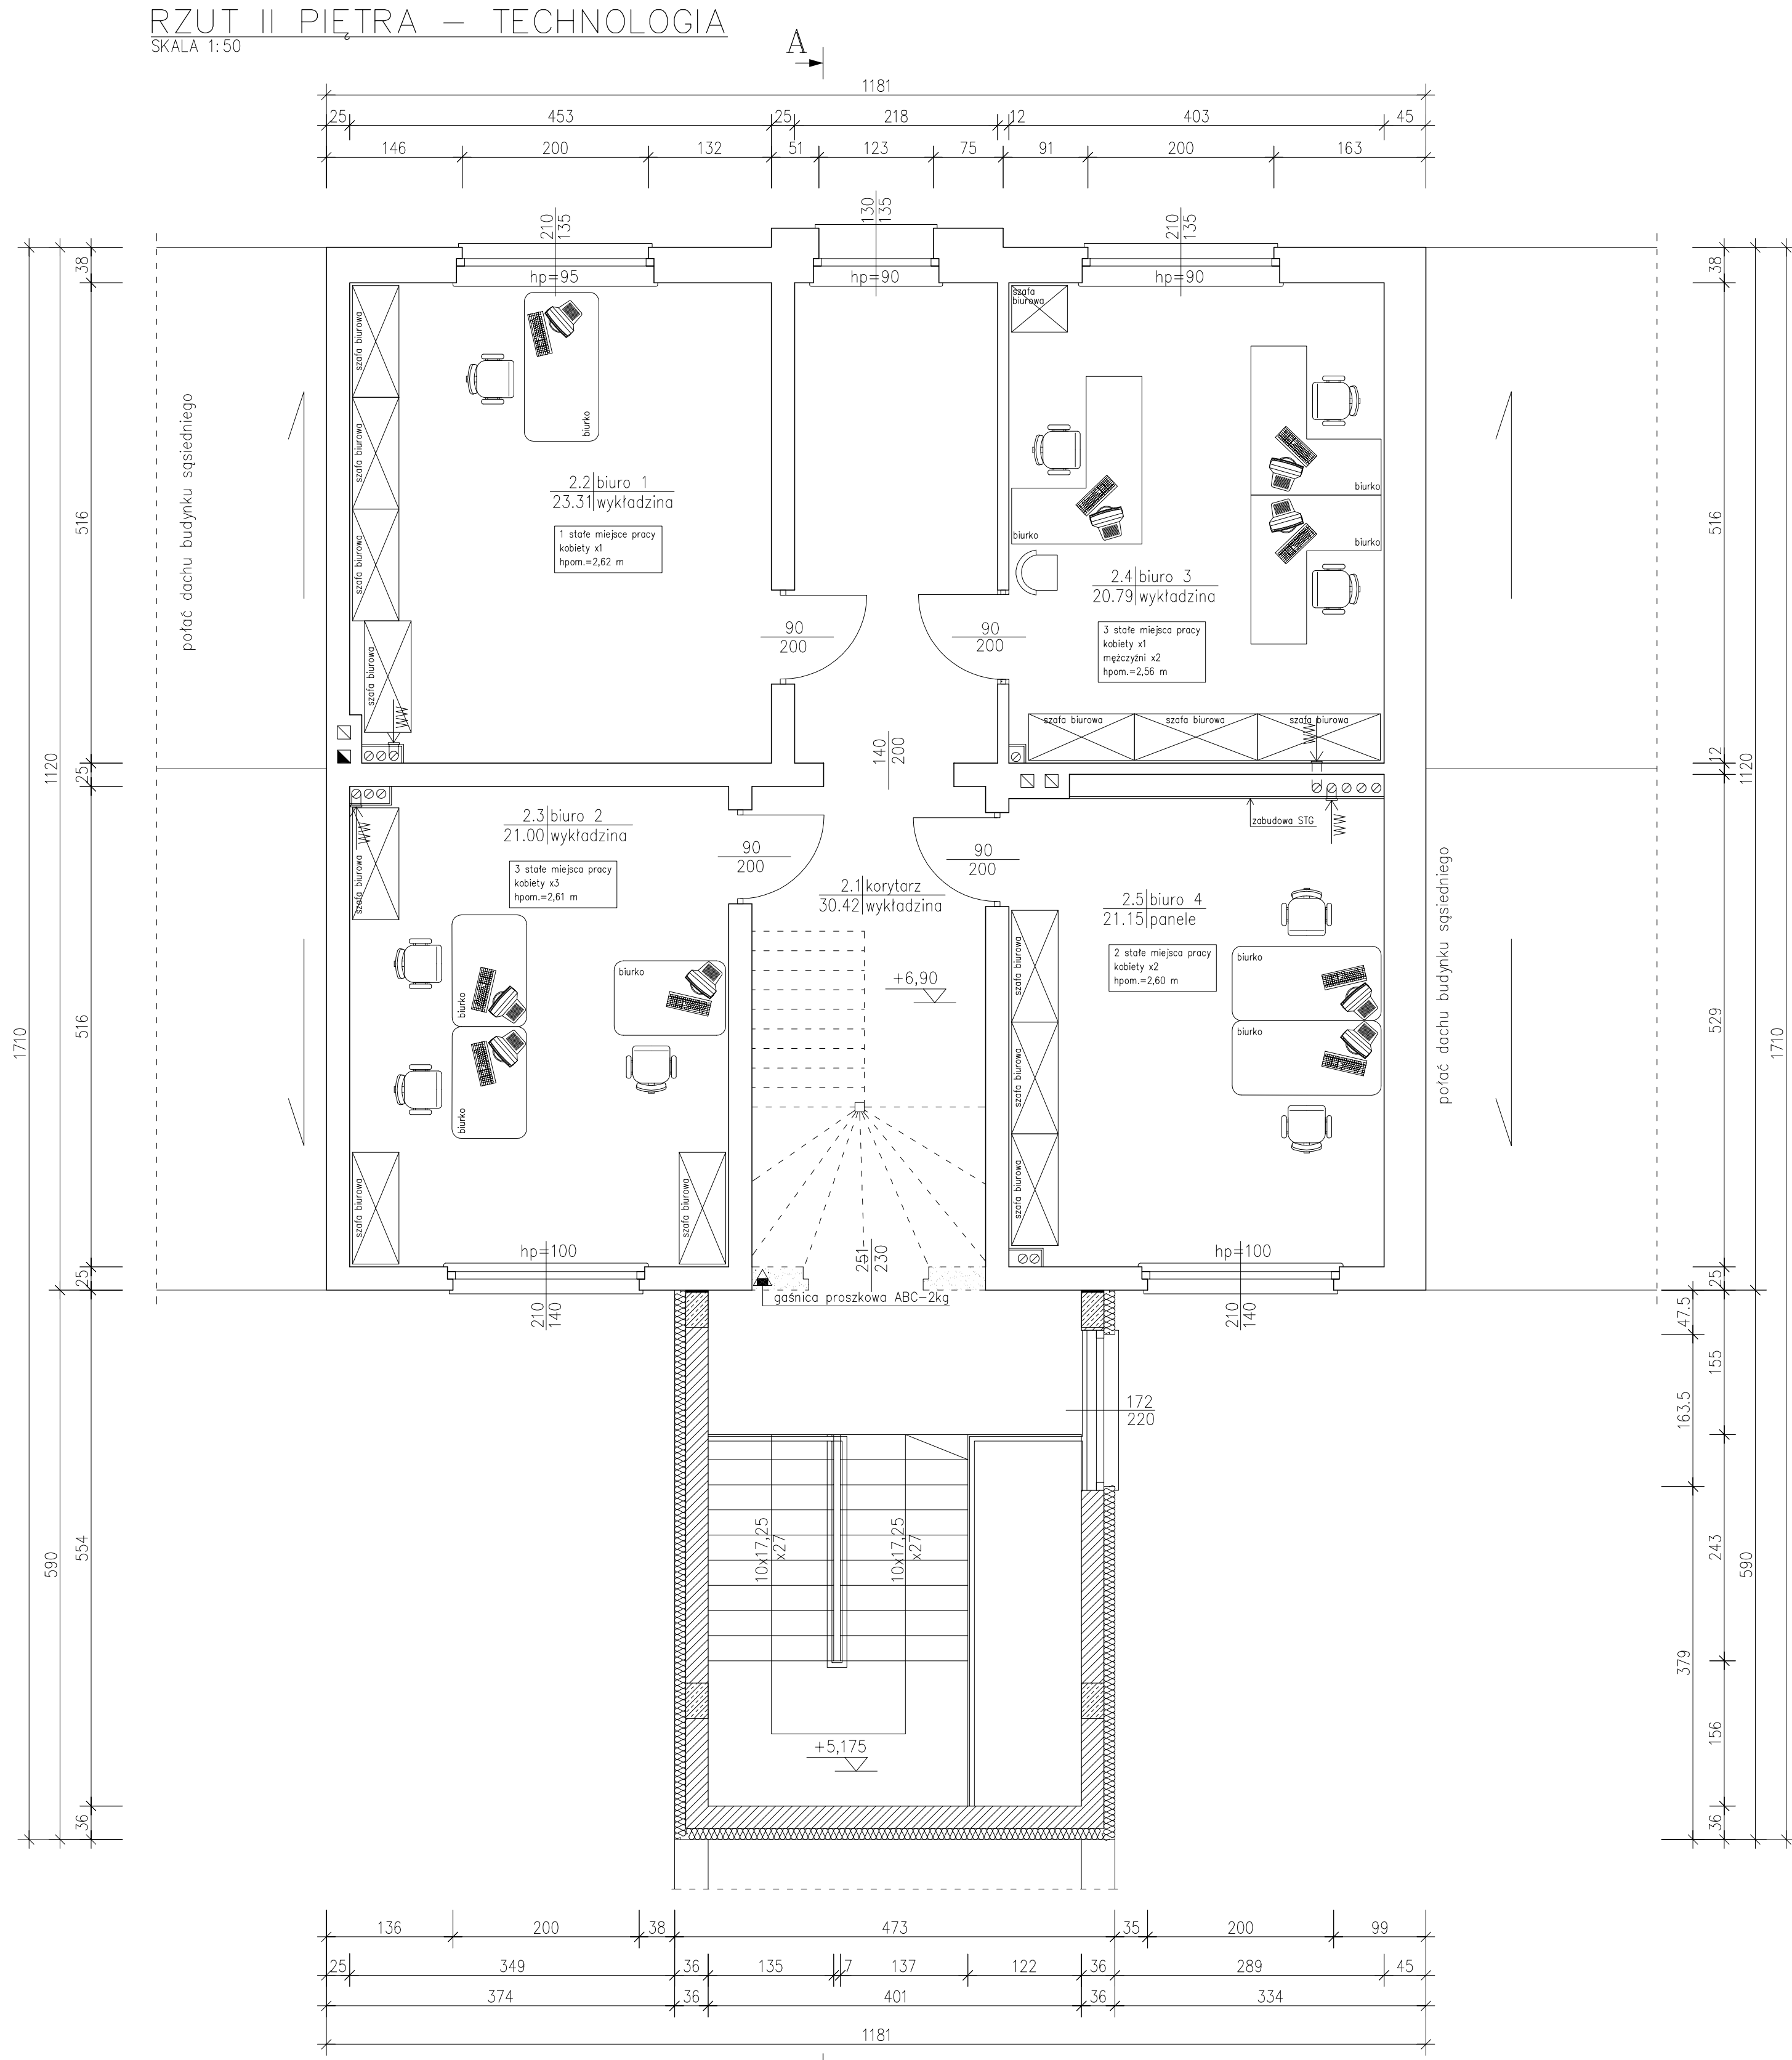 RZUT II PIĘTRA – TECHNOLOGIA
SKALA 1:50
A
1181
25 453 25 218 12 403 45
146 200 132 51 123 75 91 200 163
210
135
130
135
210
135
hp=95
hp=90
hp=90
szafa biurowa
szafa biurowa
szafa biurowa
szafa biurowa
biurko
2.2 biuro 1
23.31 wykładzina
1 stałe miejsce pracy
kobiety x1
hpom.=2,62 m
90
200
90
200
szafa
biurowa
biurko
biurko
biurko
2.4 biuro 3
20.79 wykładzina
3 stałe miejsca pracy
kobiety x1
mężczyźni x2
hpom.=2,56 m
szafa biurowa
szafa biurowa
szafa biurowa
140
200
2.3 biuro 2
21.00 wykładzina
3 stałe miejsca pracy
kobiety x3
hpom.=2,61 m
szafa biurowa
biurko
biurko
biurko
szafa biurowa
szafa biurowa
90
200
90
200
2.1 korytarz
30.42 wykładzina
+6,90
zabudowa STG
2.5 biuro 4
21.15 panele
2 stałe miejsca pracy
kobiety x2
hpom.=2,60 m
szafa biurowa
szafa biurowa
szafa biurowa
biurko
biurko
hp=100
210
140
251
230
gaśnica proszkowa ABC–2kg
hp=100
210
140
172
220
10x17,25
x27
10x17,25
x27
+5,175
połać dachu budynku sąsiedniego
połać dachu budynku sąsiedniego
1710
1120
590
38
516
25
516
25
554
36
38
516
12
529
25
47.5
163.5
379
155
243
156
36
1120
590
1710
136 200 38 473 35 200 99
25 349 36 135 7 137 122 36 289 45
374 36 401 36 334
1181